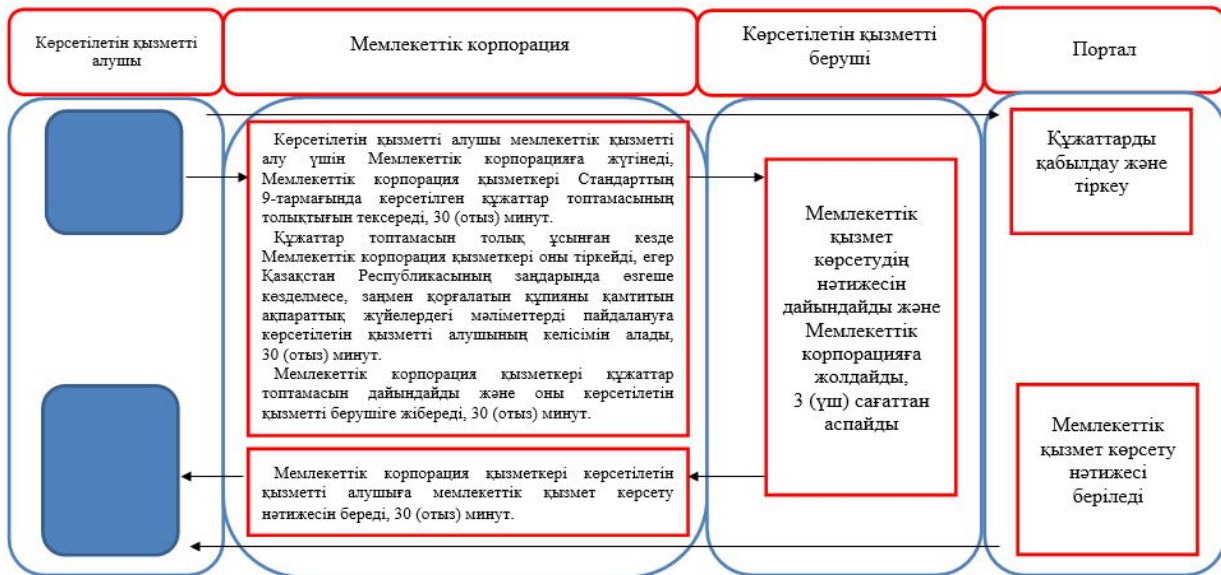 Көрсетілетін қызметті
алушы
Мемлекеттік корпорация
Көрсетілетін қызметті
беруші
Портал
Көрсетілетін қызметті алушы мемлекеттік қызметті
алу үшін Мемлекеттік корпорацияға жүгінеді,
Мемлекеттік корпорация қызметкері Стандарттың
9-тармағында көрсетілген құжаттар топтамасының
толықтығын тексереді, 30 (отыз) минут.
Құжаттар топтамасын толық ұсынған кезде
Мемлекеттік корпорация қызметкері оны тіркейді, егер
Қазақстан Республикасының заңдарында өзгеше
көзделмесе, заңмен қорғалатын құпияны қамтитын
ақпараттық жүйелердегі мәліметтерді пайдалануға
көрсетілетін қызметті алушының келісімін алады,
30 (отыз) минут.
Мемлекеттік корпорация қызметкері құжаттар
топтамасын дайындайды және оны көрсетілетін
қызметті берушіге жібереді, 30 (отыз) минут.
Мемлекеттік корпорация қызметкері көрсетілетін
қызметті алушыға мемлекеттік қызмет көрсету
нәтижесін береді, 30 (отыз) минут.
Мемлекеттік
қызмет
көрсетудің
нәтижесін
дайындайды және
Мемлекеттік
корпорацияға
жолдайды,
3 (үш) сағаттан
аспайды
Құжаттарды
қабылдау және
тіркеу
Мемлекеттік
қызмет көрсету
нәтижесі
беріледі